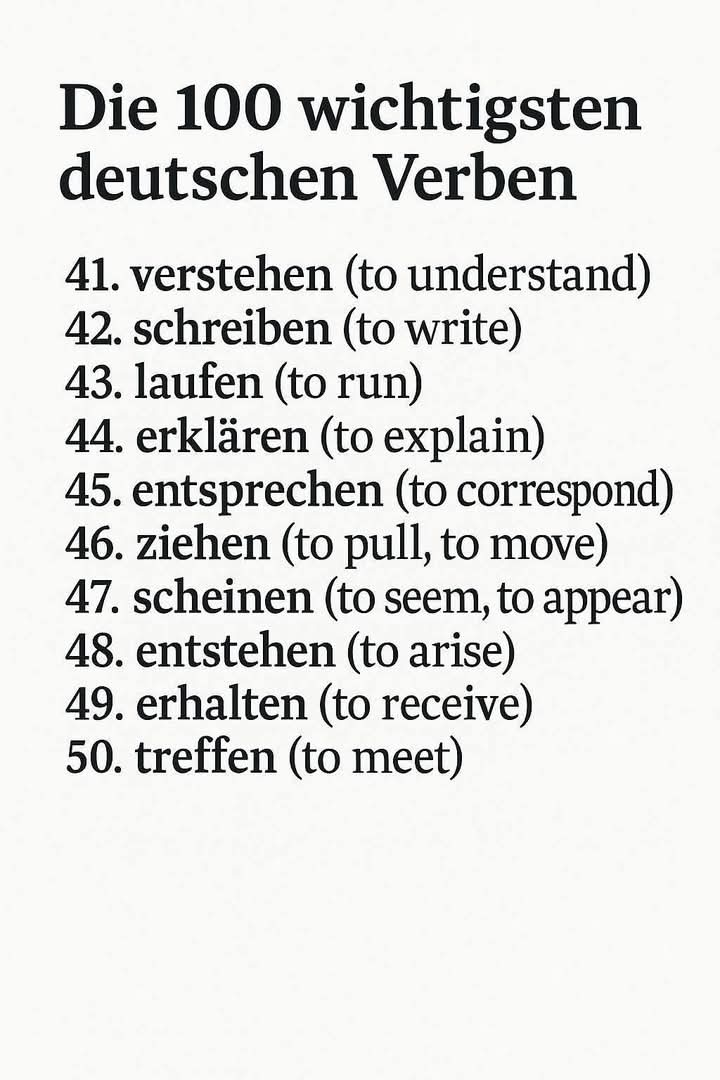 Die 100 wichtigsten
deutschen Verben
41. verstehen (to understand)
42. schreiben (to write)
43. laufen (to run)
44. erklären (to explain)
45. entsprechen (to correspond)
46. ziehen (to pull, to move)
47. scheinen (to seem, to appear)
48. entstehen (to arise)
49. erhalten (to receive)
50. treffen (to meet)